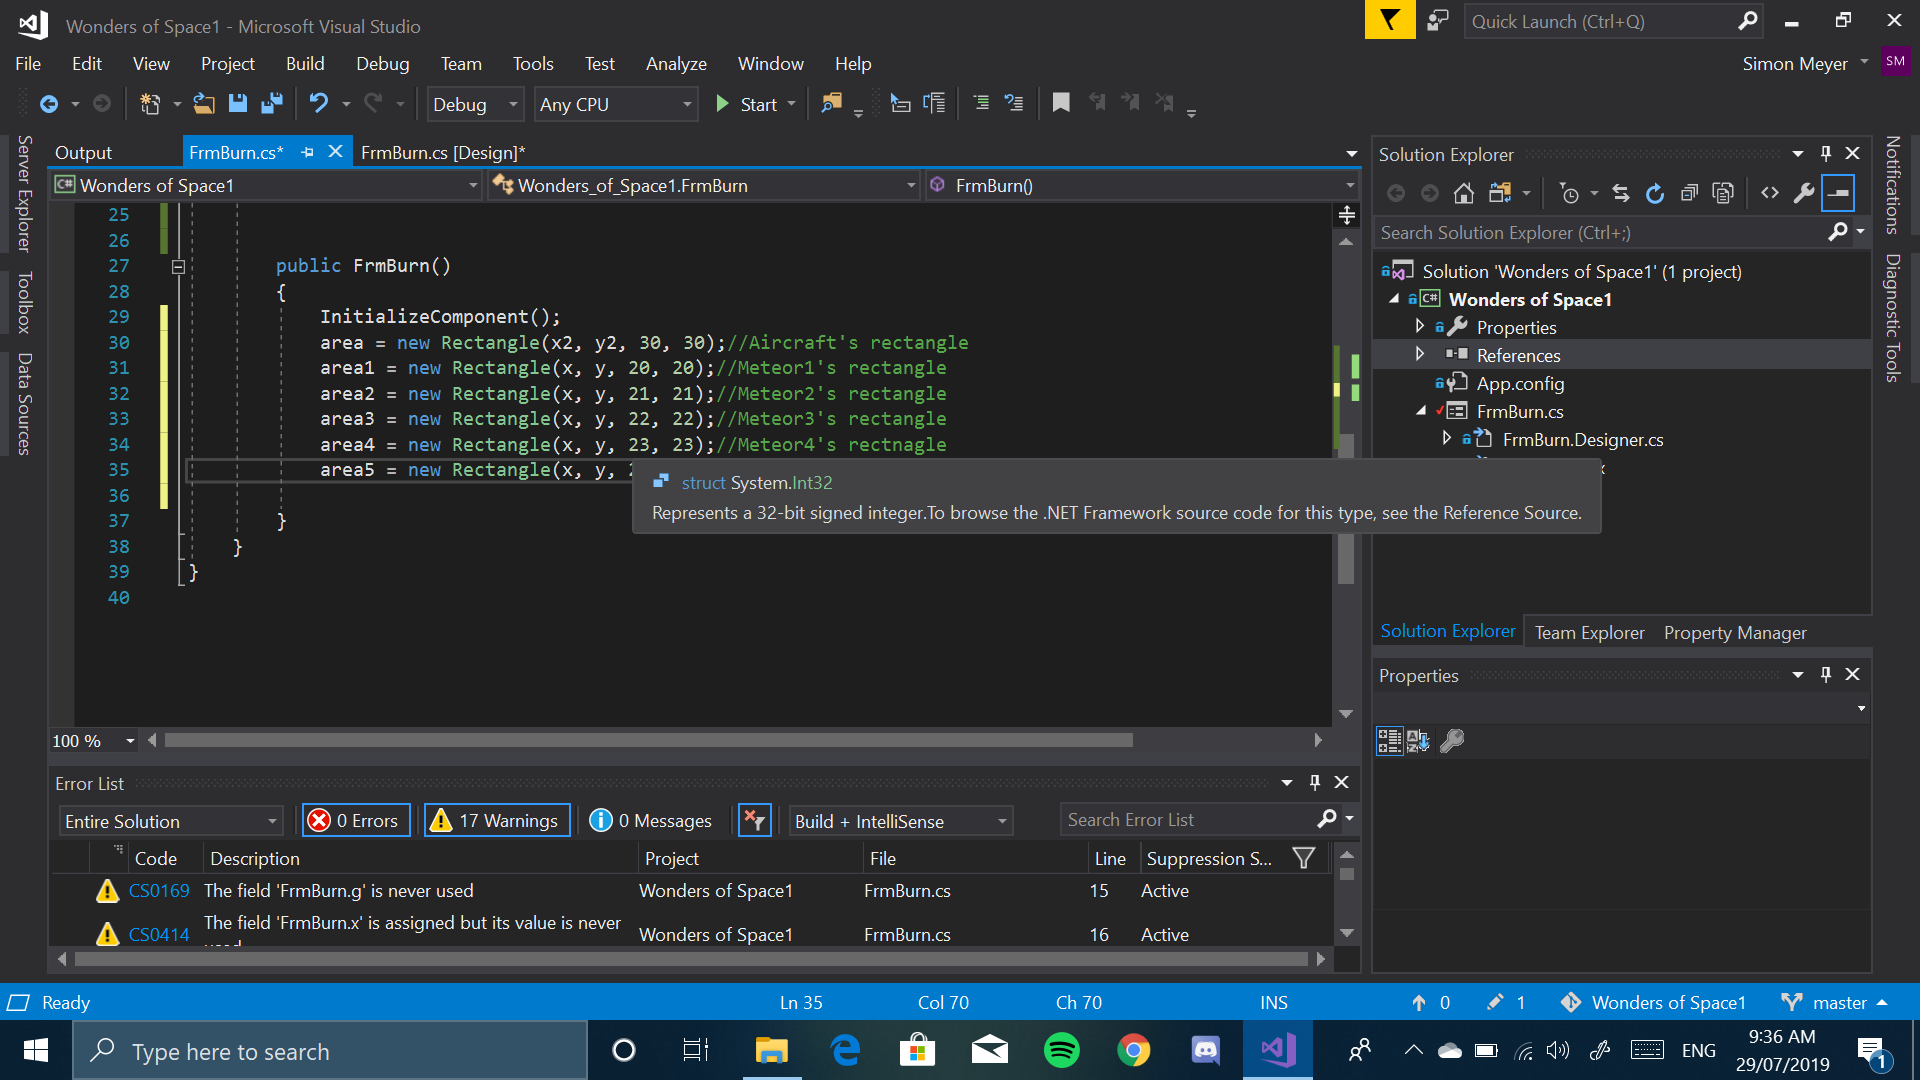 Wonders of Space1 - Microsoft Visual Studio
Quick Launch (Ctrl+Q)
File Edit View Project Build Debug Team Tools Test Analyze Window Help
Simon Meyer SM
Debug Any CPU Start
Server Explorer
Toolbox
Data Sources
Output FrmBurn.cs* FrmBurn.cs [Design]*
C# Wonders of Space1 Wonders_of_Space1.FrmBurn FrmBurn()
25
26
27 public FrmBurn()
28 {
29 InitializeComponent();
30 area = new Rectangle(x2, y2, 30, 30);//Aircraft's rectangle
31 area1 = new Rectangle(x, y, 20, 20);//Meteor1's rectangle
32 area2 = new Rectangle(x, y, 21, 21);//Meteor2's rectangle
33 area3 = new Rectangle(x, y, 22, 22);//Meteor3's rectangle
34 area4 = new Rectangle(x, y, 23, 23);//Meteor4's rectnagle
35 area5 = new Rectangle(x, y,
36
37 }
38 }
39 }
40
struct System.Int32
Represents a 32-bit signed integer.To browse the .NET Framework source code for this type, see the Reference Source.
100 %
Solution Explorer
Search Solution Explorer (Ctrl+;)
Solution 'Wonders of Space1' (1 project)
C# Wonders of Space1
Properties
References
App.config
FrmBurn.cs
FrmBurn.Designer.cs
Solution Explorer Team Explorer Property Manager
Properties
Notifications
Diagnostic Tools
Error List
Entire Solution 0 Errors 17 Warnings 0 Messages Build + IntelliSense Search Error List
Code Description Project File Line Suppression S...
CS0169 The field 'FrmBurn.g' is never used Wonders of Space1 FrmBurn.cs 15 Active
CS0414 The field 'FrmBurn.x' is assigned but its value is never Wonders of Space1 FrmBurn.cs 16 Active
Ready Ln 35 Col 70 Ch 70 INS 0 1 Wonders of Space1 master
Type here to search
ENG
9:36 AM
29/07/2019
1